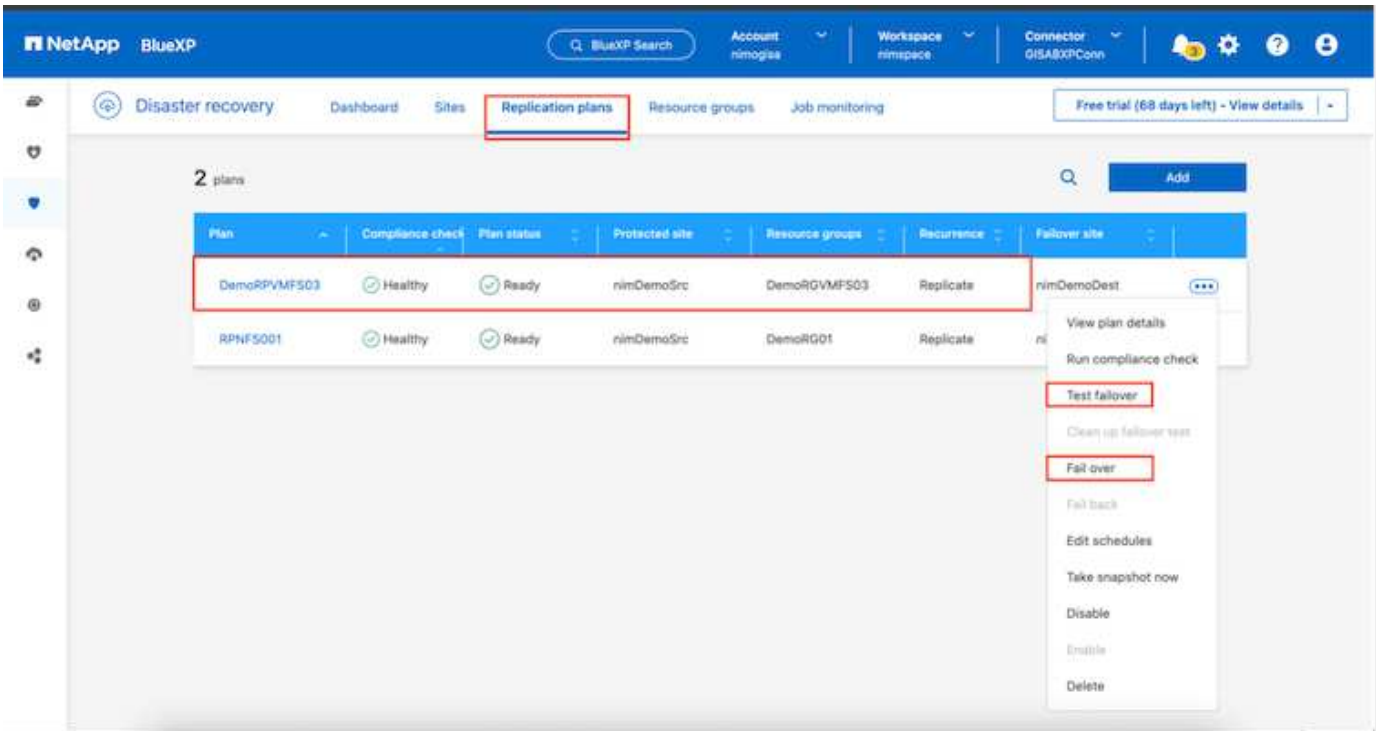 NetApp BlueXP
BlueXP Search
Account
nimogisa
Workspace
nimspace
Connector
GISABXPConn
3
Disaster recovery
Dashboard
Sites
Replication plans
Resource groups
Job monitoring
Free trial (68 days left) - View details
2 plans
Add
Plan
Compliance check
Plan status
Protected site
Resource groups
Recurrence
Failover site
DemoRPVMFS03
Healthy
Ready
nimDemoSrc
DemoRGVMFS03
Replicate
nimDemoDest
RPNFS001
Healthy
Ready
nimDemoSrc
DemoRG01
Replicate
ni
View plan details
Run compliance check
Test failover
Clean up failover test
Fail over
Fail back
Edit schedules
Take snapshot now
Disable
Enable
Delete